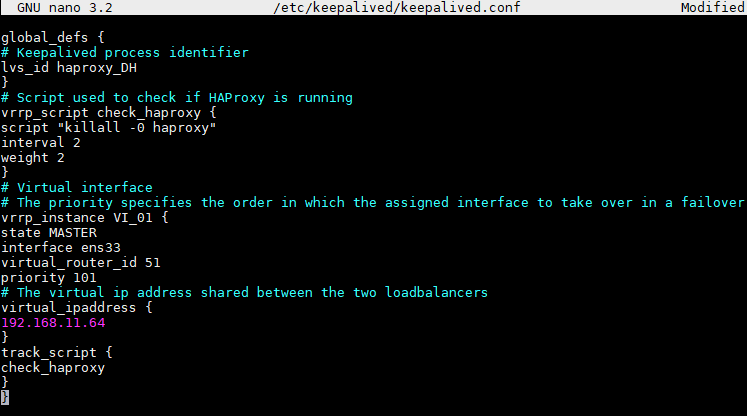 GNU nano 3.2 /etc/keepalived/keepalived.conf Modified
global_defs {
# Keepalived process identifier
lvs_id haproxy_DH
}
# Script used to check if HAProxy is running
vrrp_script check_haproxy {
script "killall -0 haproxy"
interval 2
weight 2
}
# Virtual interface
# The priority specifies the order in which the assigned interface to take over in a failover
vrrp_instance VI_01 {
state MASTER
interface ens33
virtual_router_id 51
priority 101
# The virtual ip address shared between the two loadbalancers
virtual_ipaddress {
192.168.11.64
}
track_script {
check_haproxy
}
}